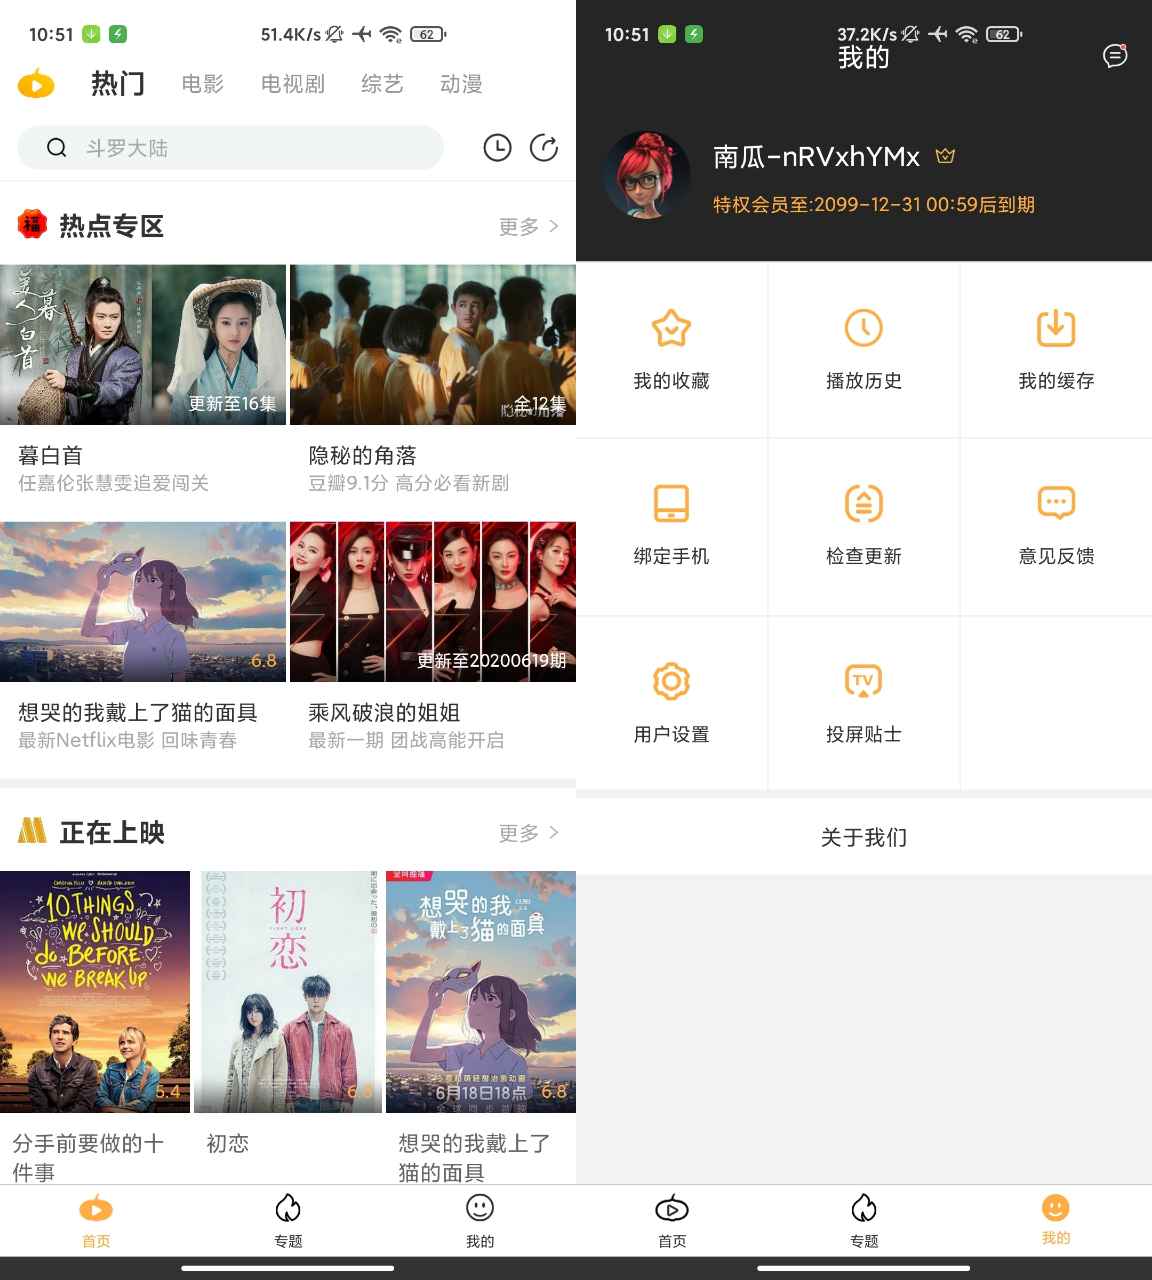 10:51
51.4K/s
62
热门
电影
电视剧
综艺
动漫
斗罗大陆
福
热点专区
更多
暮白首
美人
更新至16集
全12集
隐秘的角落
暮白首
任嘉伦张慧雯追爱闯关
隐秘的角落
豆瓣9.1分 高分必看新剧
6.8
更新至20200619期
想哭的我戴上了猫的面具
最新Netflix电影 回味青春
乘风破浪的姐姐
最新一期 团战高能开启
正在上映
更多
10 THINGS
WE SHOULD
do BEFORE
WE BREAK UP
5.4
初恋
FIRST LOVE
6.8
想哭的我
戴上了猫的面具
6月18日18点
6.8
分手前要做的十件事
初恋
想哭的我戴上了
猫的面具
首页
专题
我的
10:51
37.2K/s
62
我的
南瓜-nRVxhYMx
特权会员至:2099-12-31 00:59后到期
我的收藏
播放历史
我的缓存
绑定手机
检查更新
意见反馈
TV
用户设置
投屏贴士
关于我们
首页
专题
我的